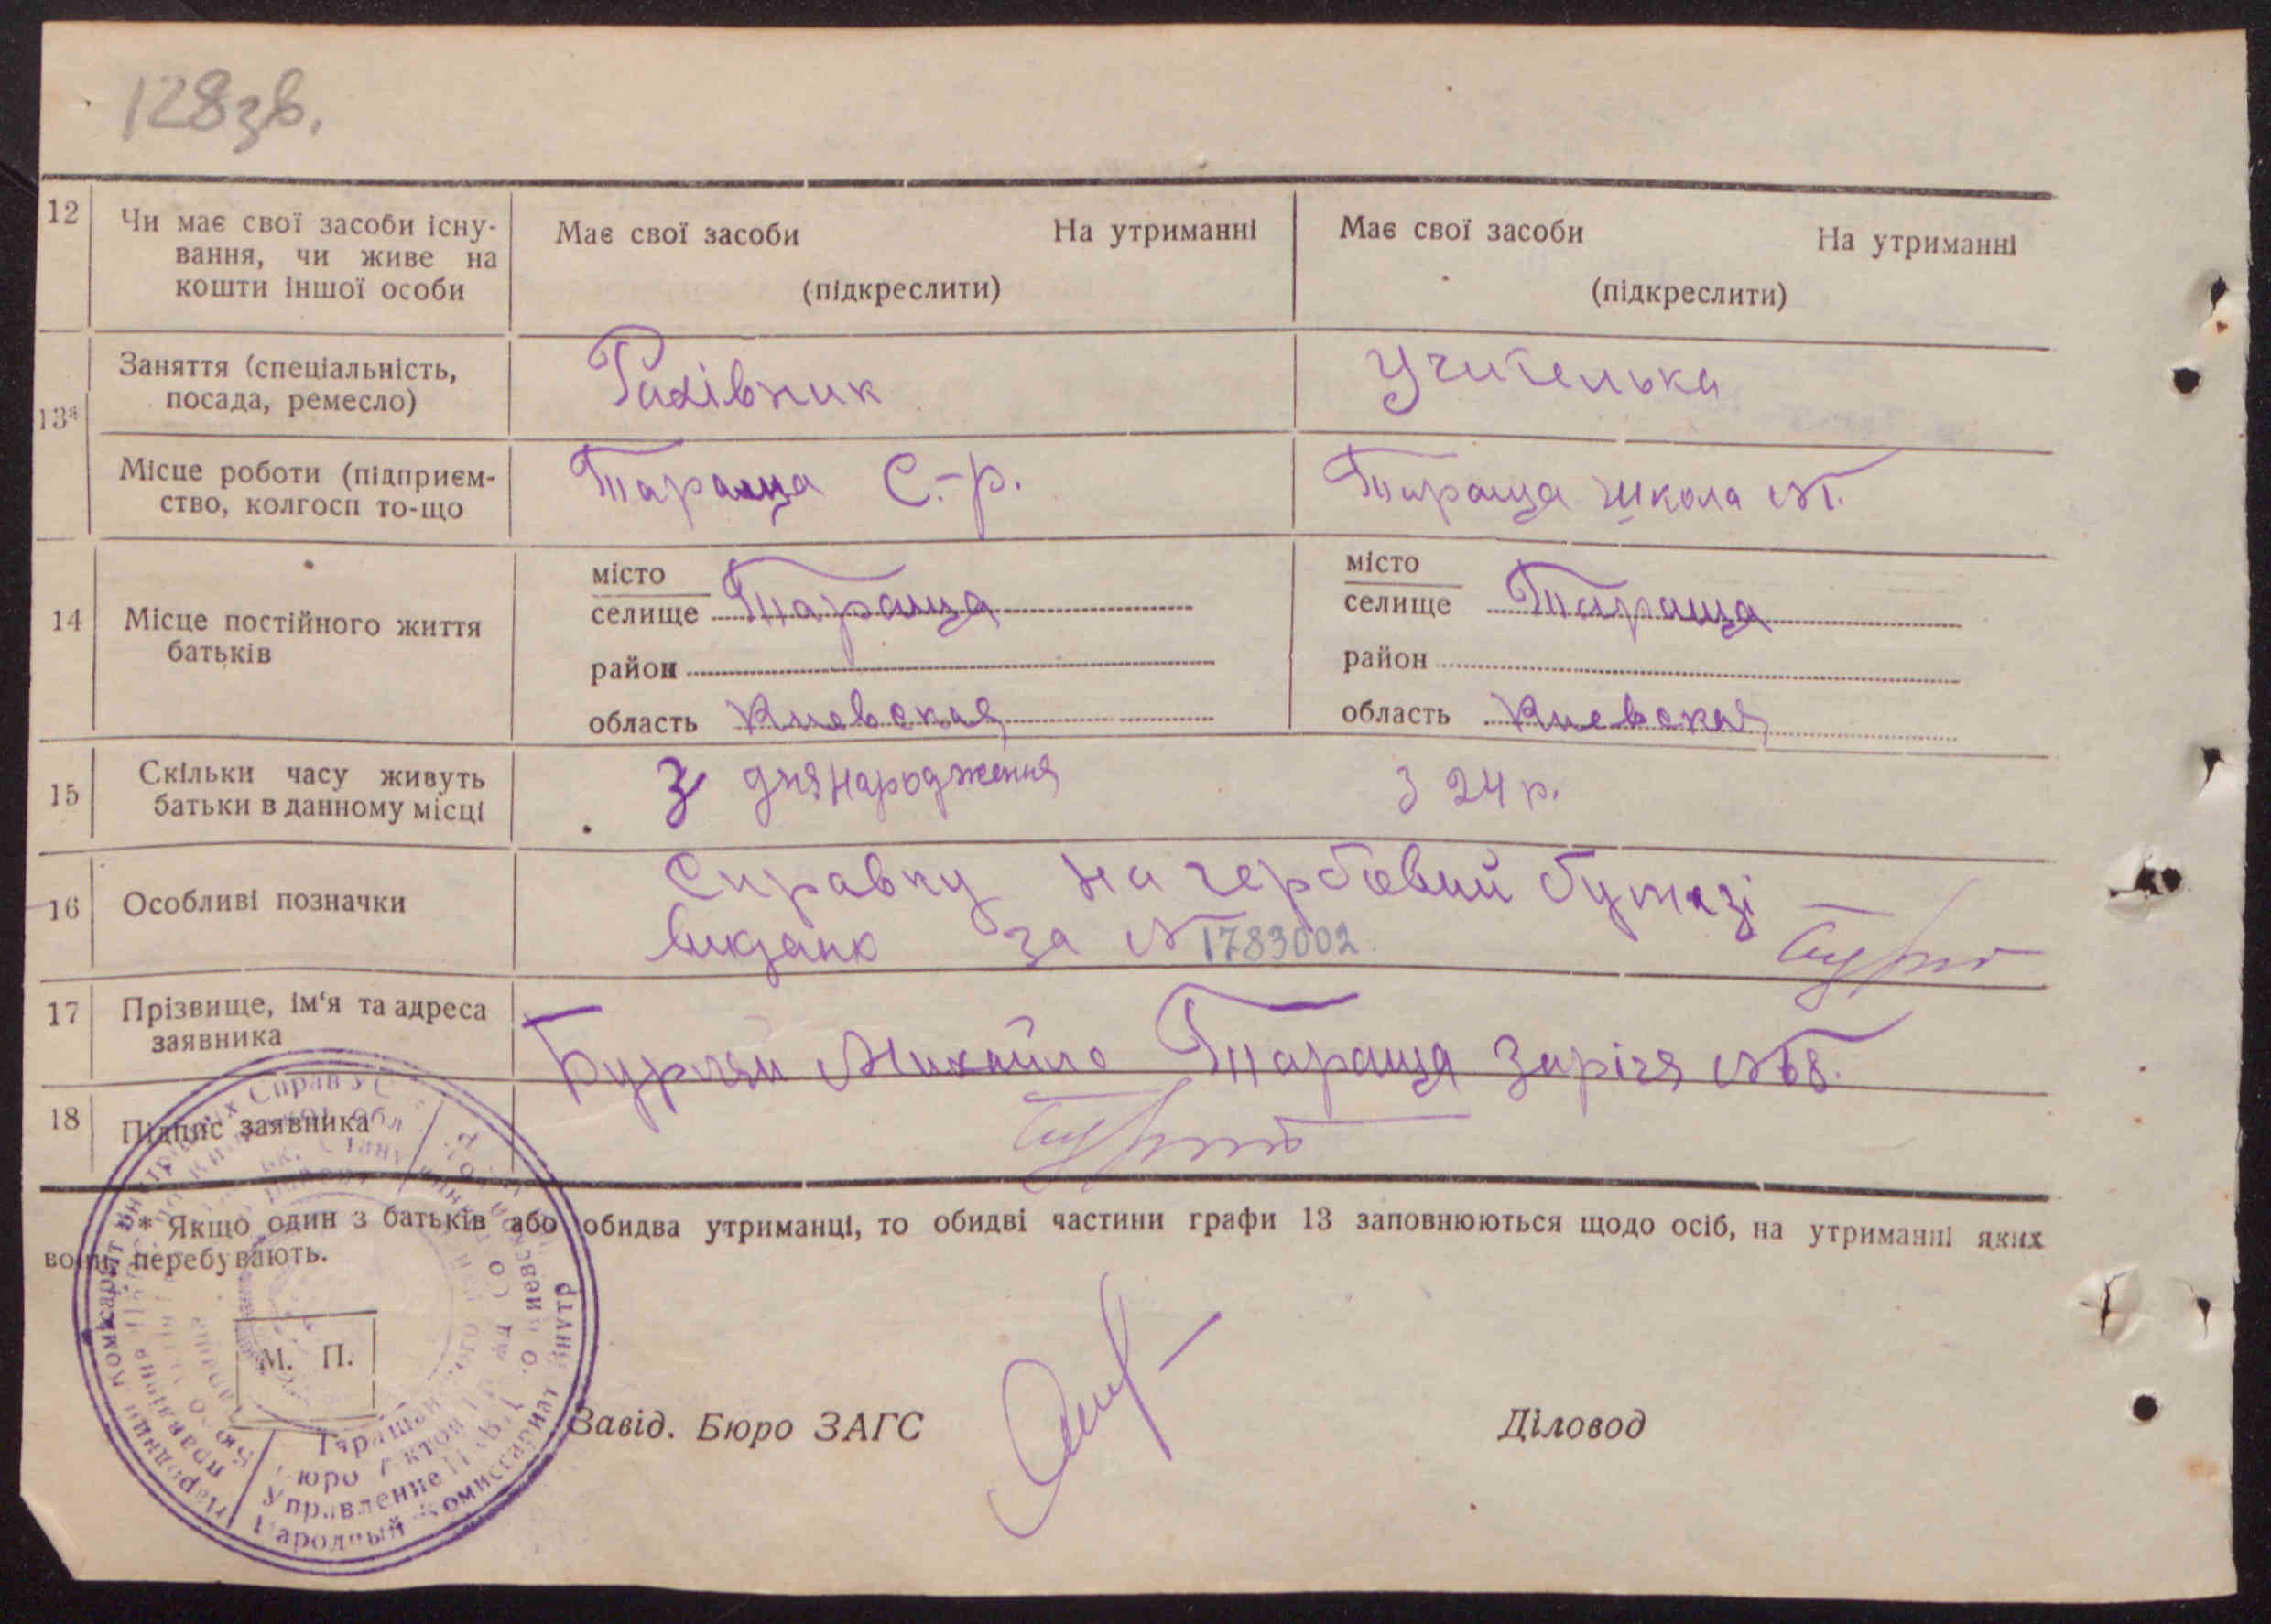 128зв.
12 Чи має свої засоби існу-
вання, чи живе на
кошти іншої особи
Має свої засоби На утриманні
(підкреслити)
Має свої засоби На утриманні
(підкреслити)
13а
Заняття (спеціальність,
посада, ремесло)
Рахівник
Учителька
Місце роботи (підприєм-
ство, колгосп то-що
Тараща С.-р.
Тараща школа №1.
14 Місце постійного життя
батьків
місто
селище Тараща
район
область Киевская
місто
селище Тараща
район
область Киевская
15 Скільки часу живуть
батьки в данному місці
З дня народження
З 24 р.
16 Особливі позначки
Справку на гербовий бумазі
видано за № 1783002
17 Прізвище, ім'я та адреса
заявника
Михайло Тараща Зарічя №68.
18 Підпис заявника
* Якщо один з батьків або обидва утриманці, то обидві частини графи 13 заповнюються щодо осіб, на утриманні яких
вони перебувають.
М. П.
Завід. Бюро ЗАГС
Діловод